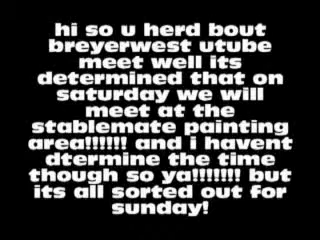 hi so u herd bout
breyerwest utube
meet well its
determined that on
saturday we will
meet at the
stablemate painting
area!!!!!! and i havent
dtermine the time
though so ya!!!!!!! but
its all sorted out for
sunday!